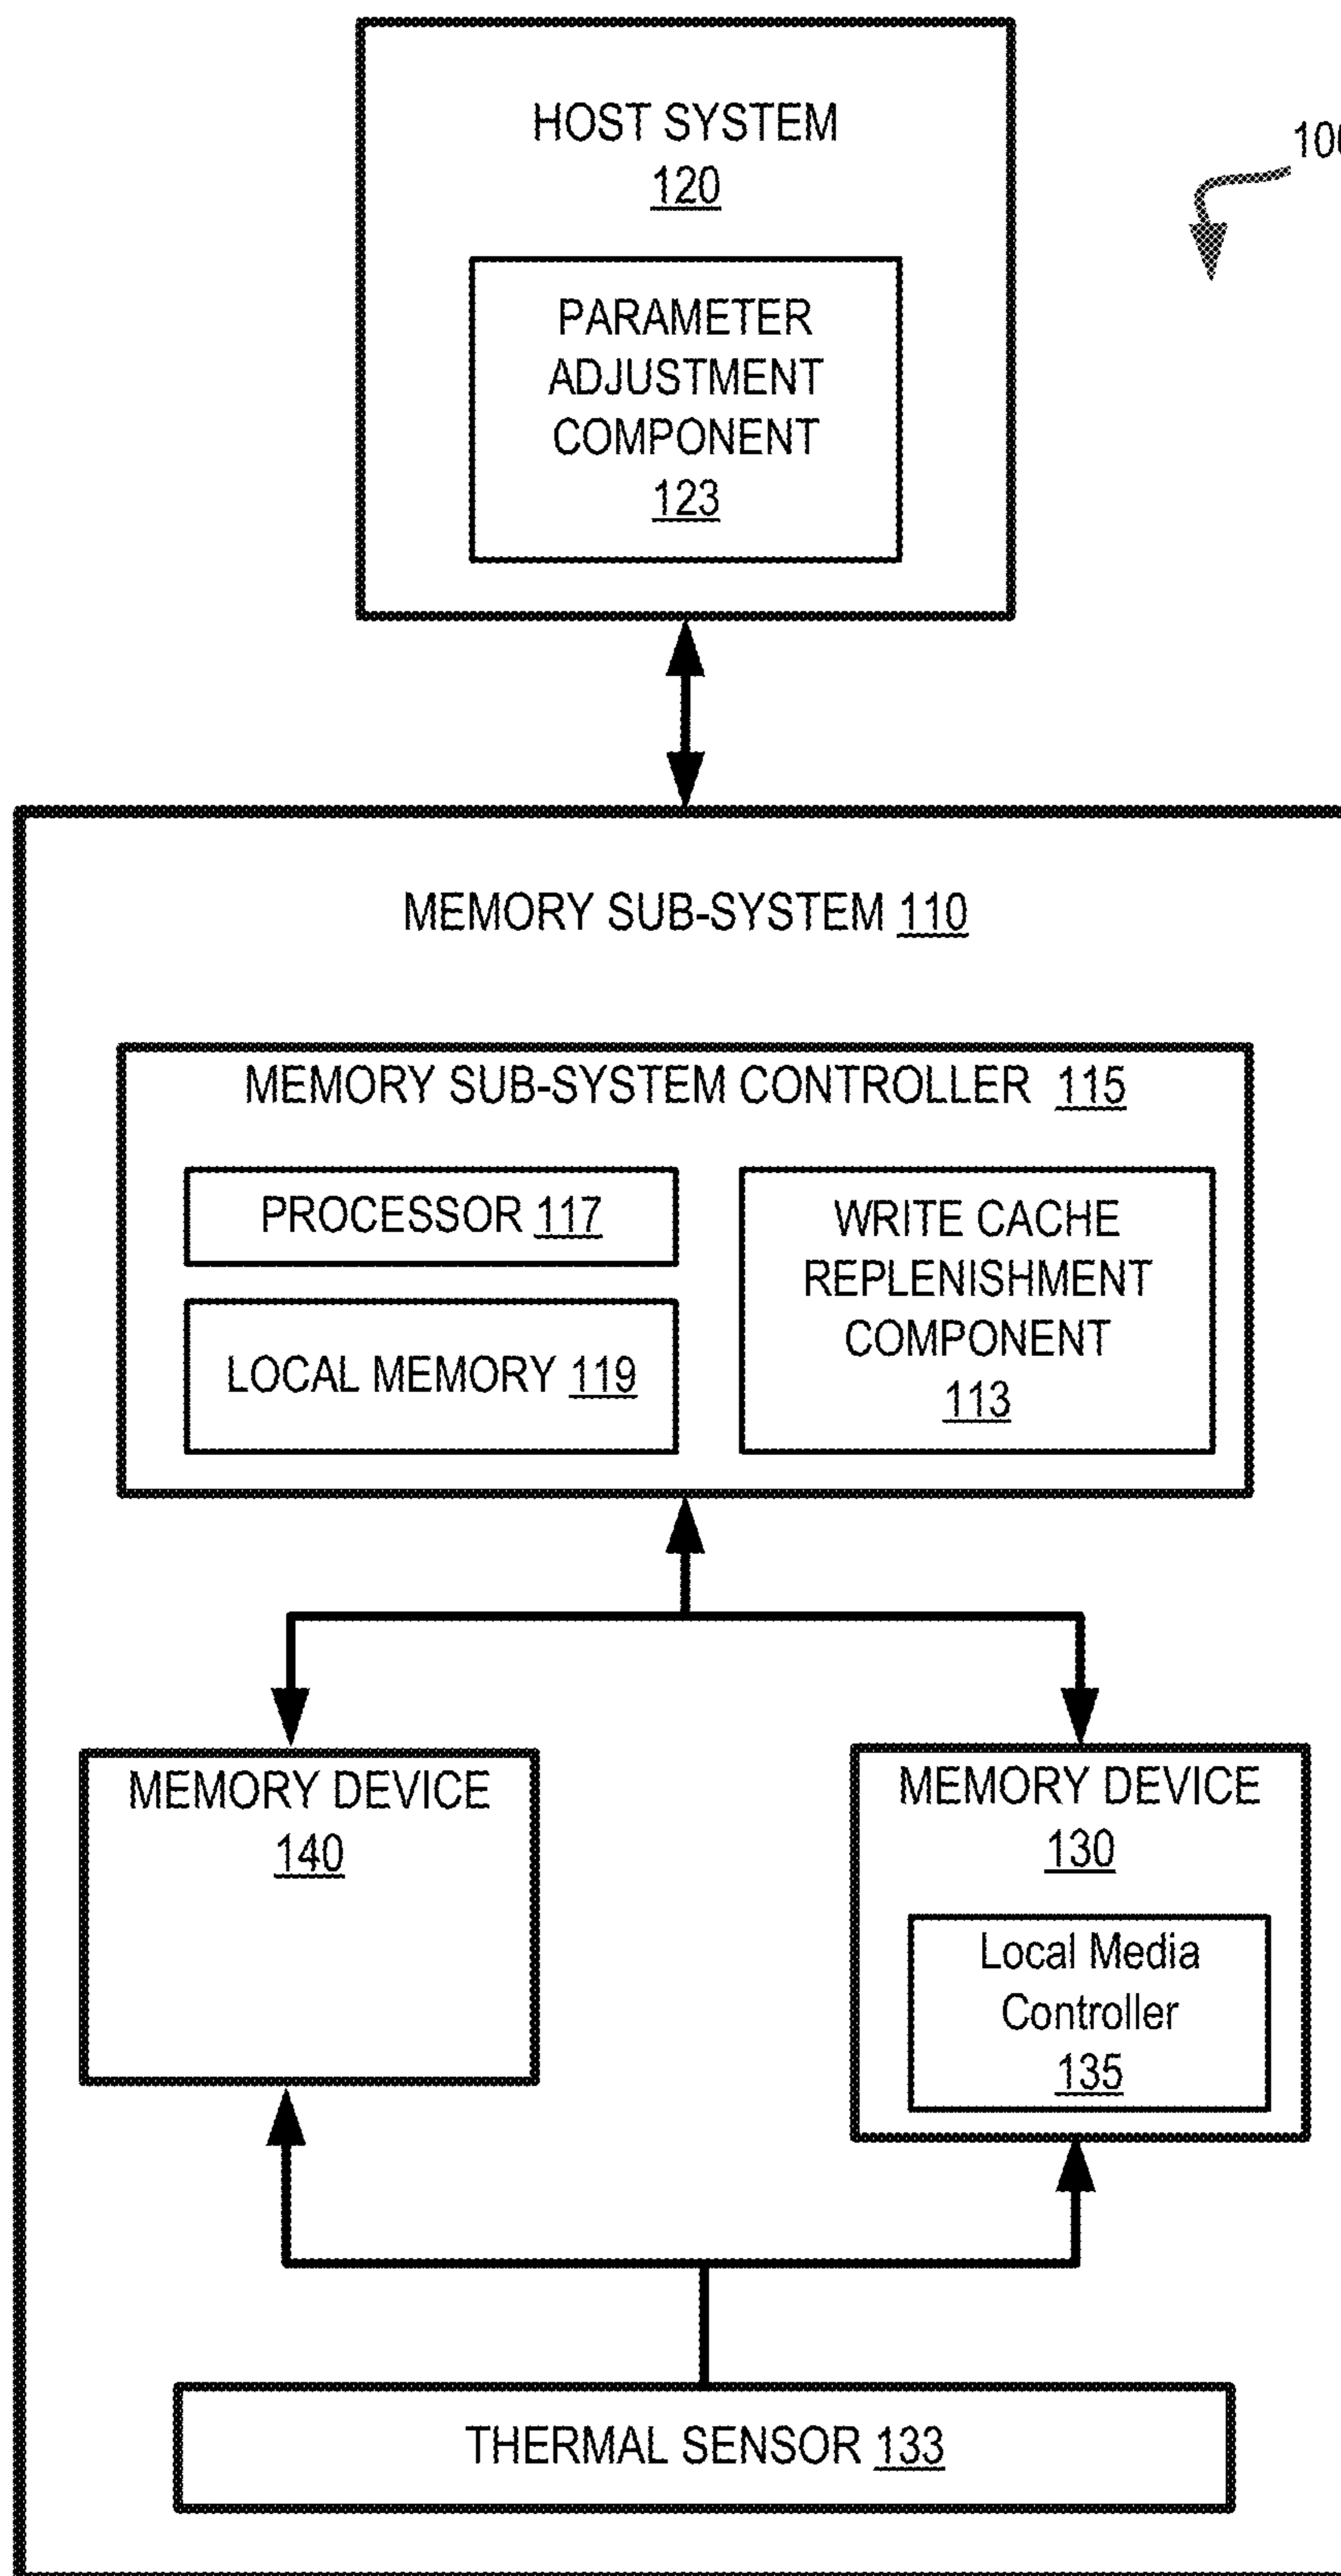 HOST SYSTEM
120
100
PARAMETER
ADJUSTMENT
COMPONENT
123
MEMORY SUB-SYSTEM 110
MEMORY SUB-SYSTEM CONTROLLER 115
PROCESSOR 117
LOCAL MEMORY 119
WRITE CACHE
REPLENISHMENT
COMPONENT
113
MEMORY DEVICE
140
MEMORY DEVICE
130
Local Media
Controller
135
THERMAL SENSOR 133